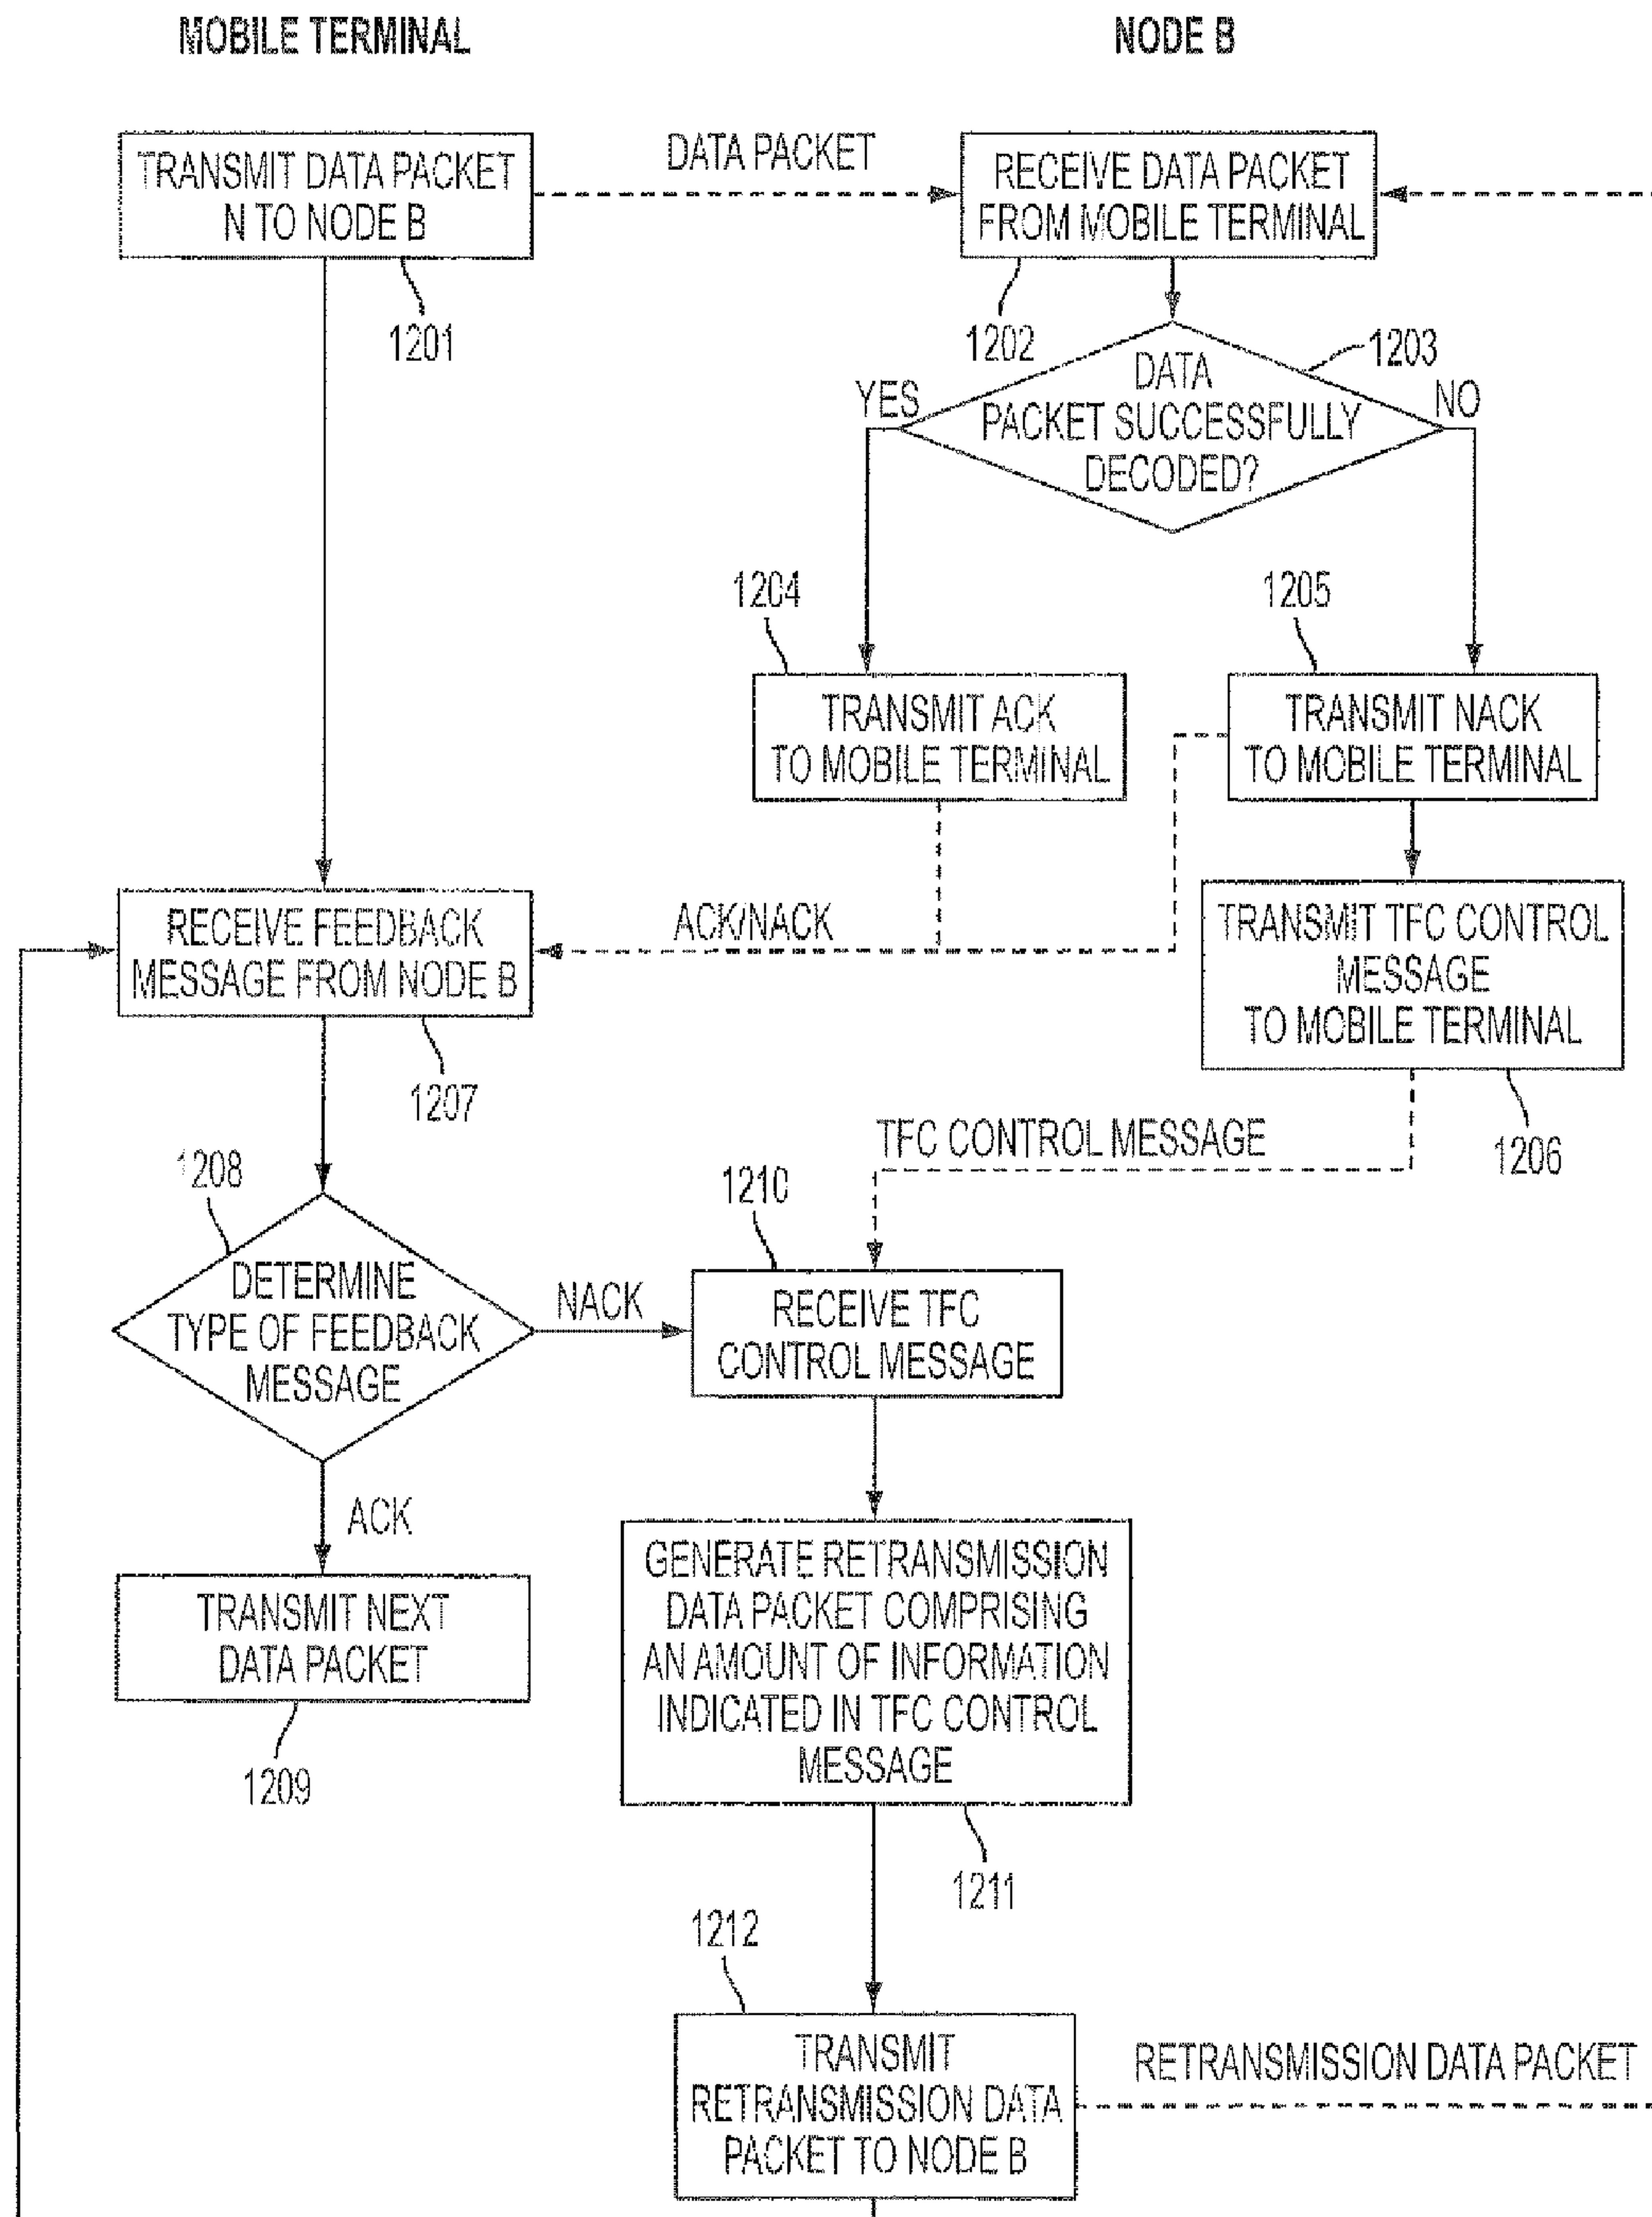 MOBILE TERMINAL
NODE B
TRANSMIT DATA PACKET
N TO NODE B
1201
DATA PACKET
RECEIVE DATA PACKET
FROM MOBILE TERMINAL
1202
1203
DATA
PACKET SUCCESSFULLY
DECODED?
YES
NO
1204
1205
TRANSMIT ACK
TO MOBILE TERMINAL
TRANSMIT NACK
TO MOBILE TERMINAL
RECEIVE FEEDBACK
MESSAGE FROM NODE B
ACK/NACK
TRANSMIT TFC CONTROL
MESSAGE
TO MOBILE TERMINAL
1207
1206
TFC CONTROL MESSAGE
1208
1210
DETERMINE
TYPE OF FEEDBACK
MESSAGE
NACK
RECEIVE TFC
CONTROL MESSAGE
ACK
TRANSMIT NEXT
DATA PACKET
1209
GENERATE RETRANSMISSION
DATA PACKET COMPRISING
AN AMOUNT OF INFORMATION
INDICATED IN TFC CONTROL
MESSAGE
1211
1212
TRANSMIT
RETRANSMISSION DATA
PACKET TO NODE B
RETRANSMISSION DATA PACKET